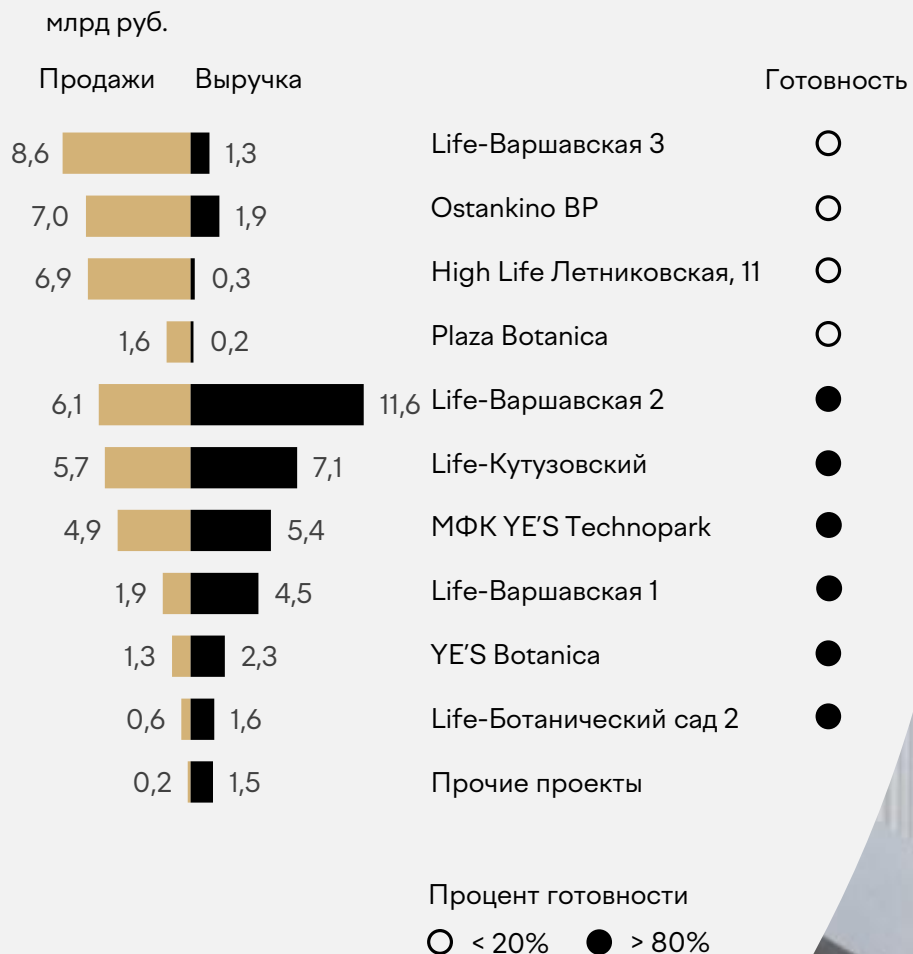 млрд руб.
Продажи Выручка Готовность
8,6 1,3 Life-Варшавская 3
7,0 1,9 Ostankino BP
6,9 0,3 High Life Летниковская, 11
1,6 0,2 Plaza Botanica
6,1 11,6 Life-Варшавская 2
5,7 7,1 Life-Кутузовский
4,9 5,4 МФК YE'S Technopark
1,9 4,5 Life-Варшавская 1
1,3 2,3 YE'S Botanica
0,6 1,6 Life-Ботанический сад 2
0,2 1,5 Прочие проекты
Процент готовности
< 20% > 80%